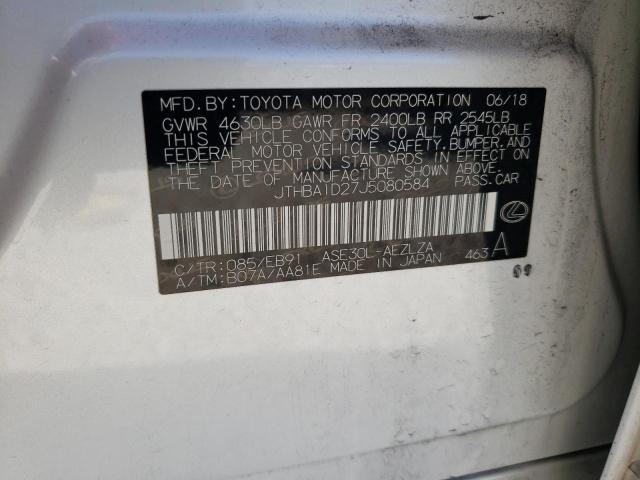 MFD. BY: TOYOTA MOTOR CORPORATION 06/18
GVWR 4630LB GAWR FR 2400LB RR 2545LB
THIS VEHICLE CONFORMS TO ALL APPLICABLE
FEDERAL MOTOR VEHICLE SAFETY, BUMPER, AND
THEFT PREVENTION STANDARDS IN EFFECT ON
THE DATE OF MANUFACTURE SHOWN ABOVE.
JTHBA1D27J5080584 PASS. CAR
C/TR: 085/EB91 ASE30L-AEZLZA
A/TM: B07A/AA81E MADE IN JAPAN 463 A
09